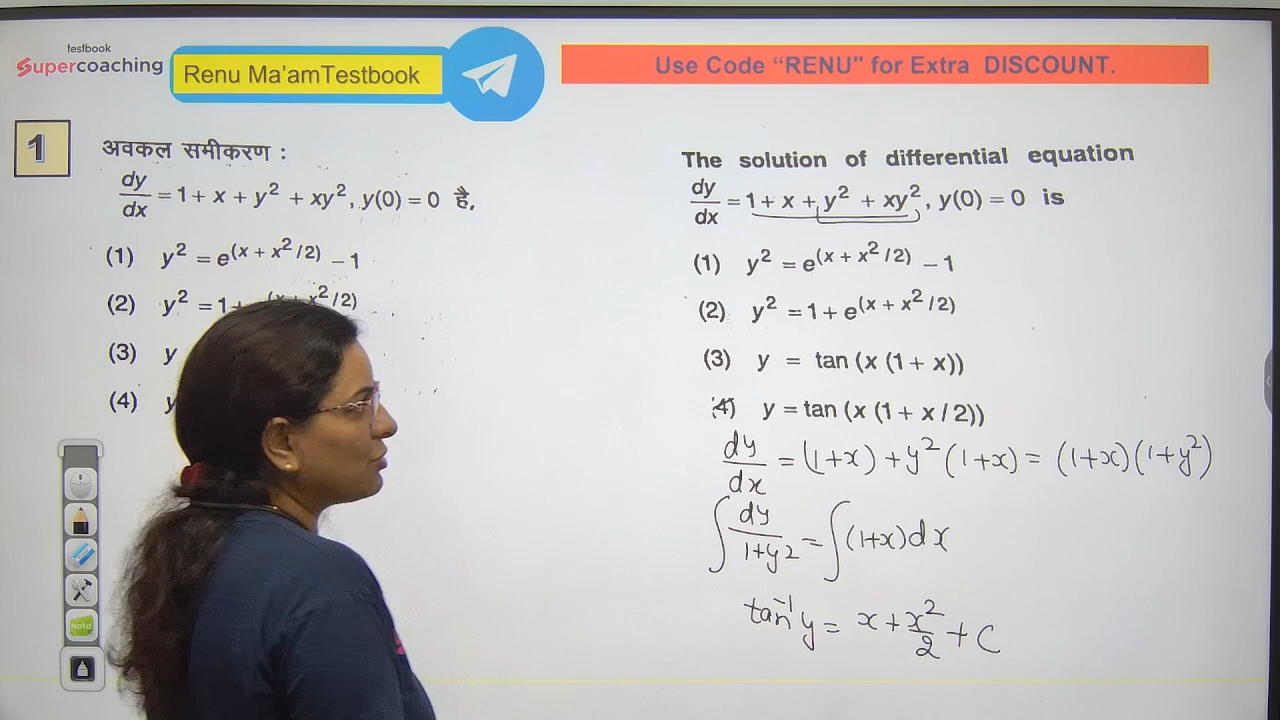 testbook
Supercoaching
Renu Ma'amTestbook
Use Code “RENU" for Extra DISCOUNT.
1
अवकल समीकरण :
dy/dx = 1 + x + y² + xy², y(0) = 0 है,
(1) y² = e^(x + x²/2) – 1
(2) y² = 1 +
(3) y
(4) y
The solution of differential equation
dy/dx = 1 + x + y² + xy², y(0) = 0 is
(1) y² = e^(x + x²/2) – 1
(2) y² = 1 + e^(x + x²/2)
(3) y = tan (x (1 + x))
(4) y = tan (x (1 + x / 2))
dy/dx = (1+x) + y² (1+x) = (1+x)(1+y²)
∫ dy/1+y² = ∫ (1+x) dx
tan⁻¹ y = x + x²/2 + C
Note